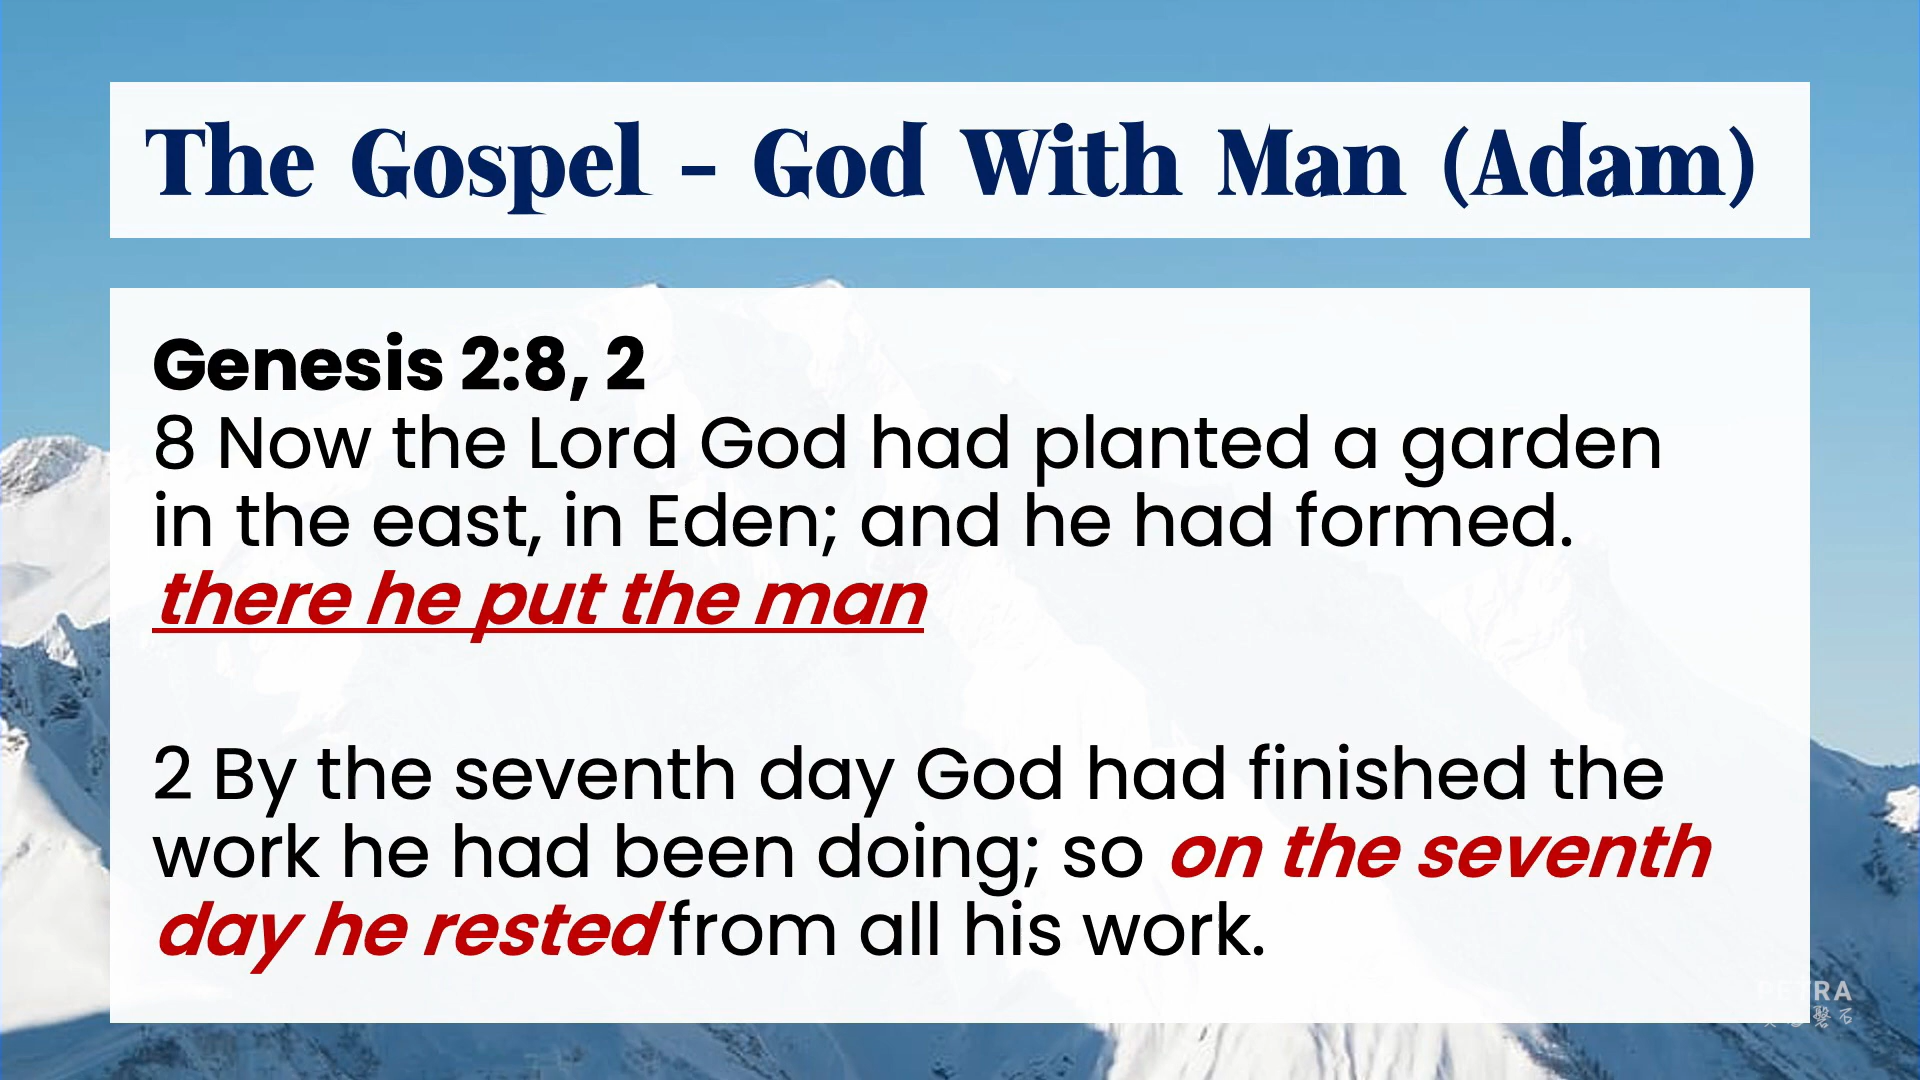 The Gospel - God With Man (Adam)
Genesis 2:8, 2
8 Now the Lord God had planted a garden
in the east, in Eden; and he had formed.
there he put the man
2 By the seventh day God had finished the
work he had been doing; so on the seventh
day he rested from all his work.
PETRA
磐石